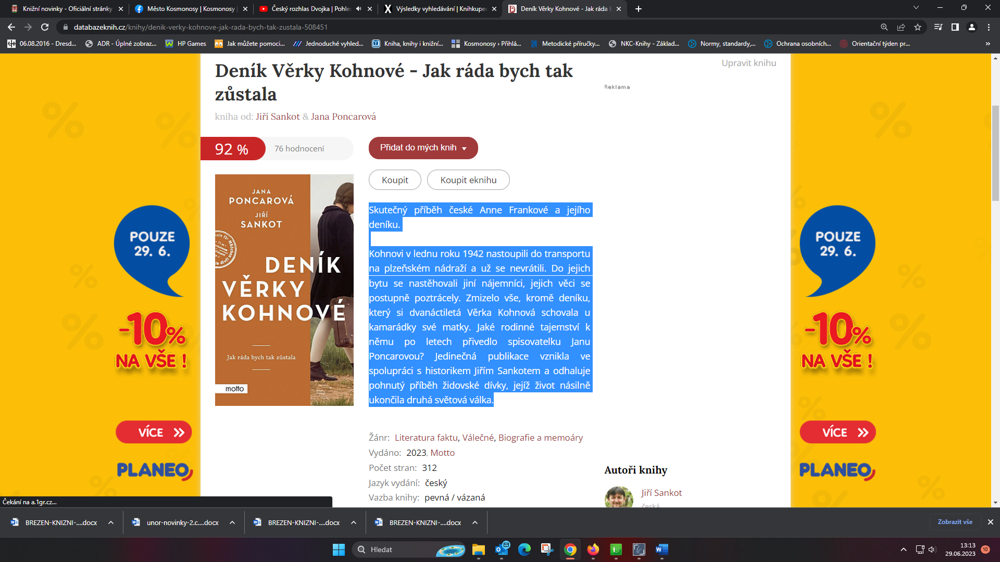 Knižní novinky - Oficiální stránky
Město Kosmonosy | Kosmonosy
Český rozhlas Dvojka | Pohled
Výsledky vyhledávání | Knihkupec
Deník Věrky Kohnové - Jak ráda b
databazeknih.cz/knihy/denik-verky-kohnove-jak-rada-bych-tak-zustala-508451
06.08.2016 - Dresd...
ADR - Úplné zobraz...
HP Games
Jak můžete pomoci...
Jednoduché vyhled...
Kniha, knihy i knižní...
Kosmonosy › Přihlá...
Metodické příručky...
NKC-Knihy - Základ...
Normy, standardy,...
Ochrana osobních...
Orientační týden pr...
»
Deník Věrky Kohnové - Jak ráda bych tak
zůstala
Upravit knihu
Reklama
kniha od: Jiří Sankot & Jana Poncarová
92 %
76 hodnocení
Přidat do mých knih
Koupit
Koupit eknihu
JANA
PONCAROVÁ
JIŘÍ
SANKOT
DENÍK
VĚRKY
KOHNOVÉ
Jak ráda bych tak zůstala
motto
Skutečný příběh české Anne Frankové a jejího
deníku.
Kohnovi v lednu roku 1942 nastoupili do transportu
na plzeňském nádraží a už se nevrátili. Do jejich
bytu se nastěhovali jiní nájemníci, jejich věci se
postupně poztrácely. Zmizelo vše, kromě deníku,
který si dvanáctiletá Věrka Kohnová schovala u
kamarádky své matky. Jaké rodinné tajemství k
němu po letech přivedlo spisovatelku Janu
Poncarovou? Jedinečná publikace vznikla ve
spolupráci s historikem Jiřím Sankotem a odhaluje
pohnutý příběh židovské dívky, jejíž život násilně
ukončila druhá světová válka.
Žánr: Literatura faktu, Válečné, Biografie a memoáry
Vydáno: 2023, Motto
Počet stran: 312
Jazyk vydání: český
Vazba knihy: pevná / vázaná
Autoři knihy
Jiří Sankot
česká
POUZE
29. 6.
-10%
NA VŠE !
VÍCE
PLANEO
POUZE
29. 6.
-10%
NA VŠE !
VÍCE
PLANEO
Čekání na a.1gr.cz...
BREZEN-KNIZNI-....docx
unor-novinky-2.c....docx
BREZEN-KNIZNI-....docx
BREZEN-KNIZNI-....docx
Zobrazit vše
Hledat
13:13
29.06.2023
10